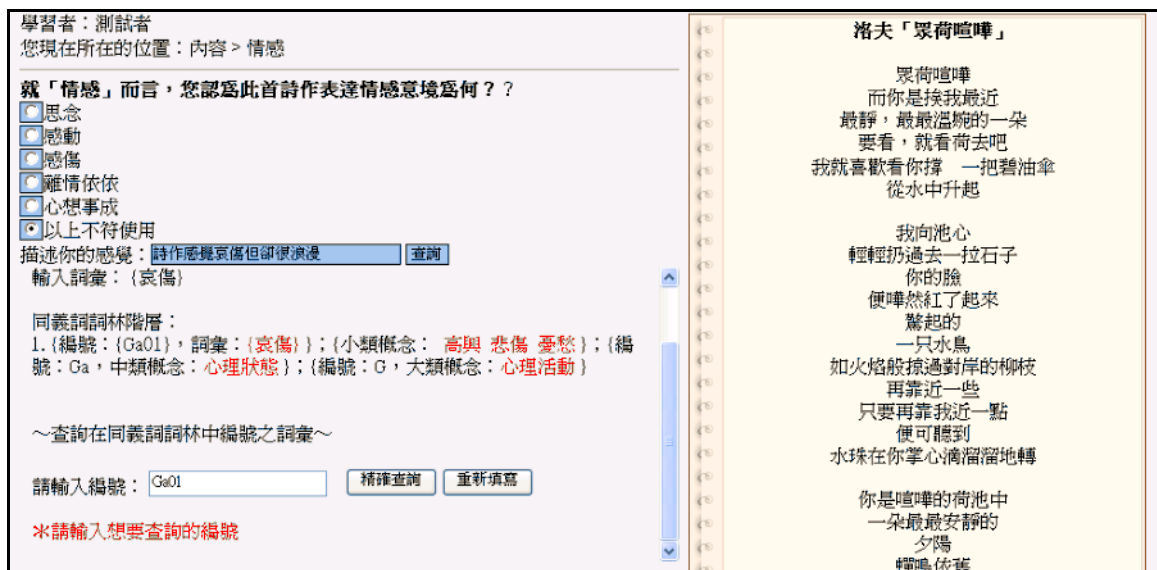 學習者：測試者
您現在所在的位置：內容 > 情感
就「情感」而言，您認為此首詩作表達情感意境為何？？
思念
感動
感傷
離情依依
心想事成
以上不符使用
描述你的感覺：詩作感覺哀傷但卻很浪漫 查詢
輸入詞彙： {哀傷}
同義詞詞林階層：
1. {編號：{Ga01}，詞彙：{哀傷}}；{小類概念： 高興 悲傷 憂愁}；{編
號：Ga，中類概念：心理狀態}；{編號：G，大類概念：心理活動}
～查詢在同義詞詞林中編號之詞彙～
請輸入編號： Ga01 精確查詢 重新填寫
＊請輸入想要查詢的編號
洛夫「眾荷喧嘩」
眾荷喧嘩
而你是挨我最近
最靜，最最溫婉的一朵
要看，就看荷去吧
我就喜歡看你撐　一把碧油傘
從水中升起
我向池心
輕輕扔過去一拉石子
你的臉
便嘩然紅了起來
驚起的
一只水鳥
如火焰般掠過對岸的柳枝
再靠近一些
只要再靠我近一點
便可聽到
水珠在你掌心滴溜溜地轉
你是喧嘩的荷池中
一朵最最安靜的
夕陽
蟬鳴依舊